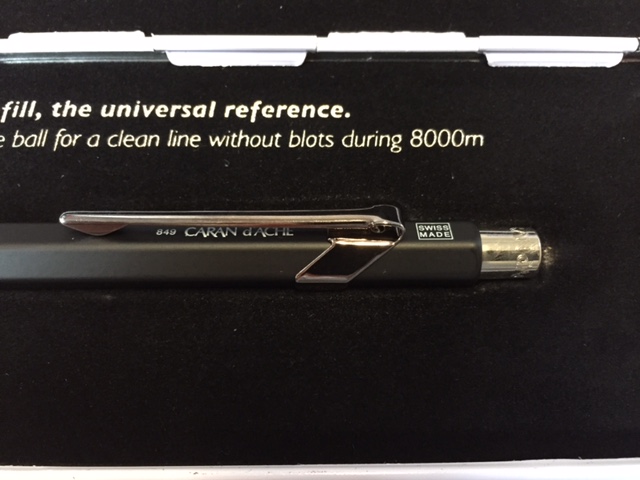 fill, the universal reference.
ball for a clean line without blots during 8000m
849 CARAN d'ACHE
SWISS
MADE